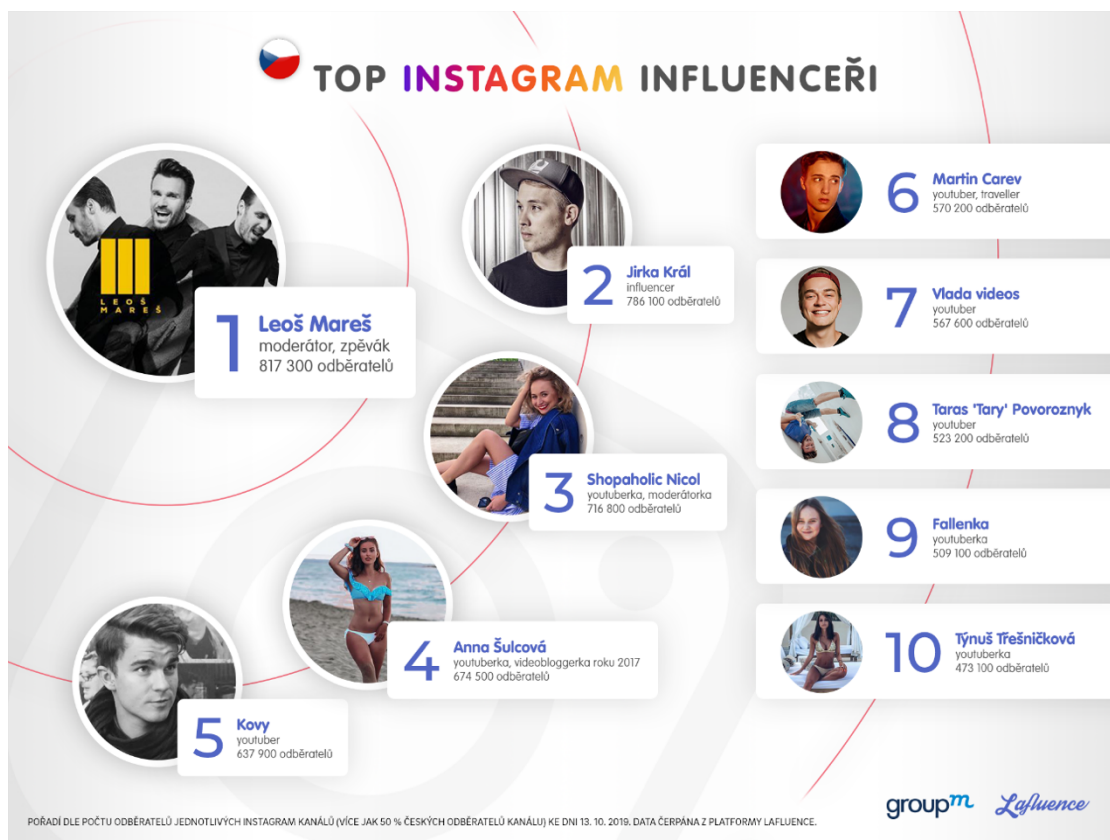 TOP INSTAGRAM INFLUENCEŘI
LEOŠ
MAREŠ
1
Leoš Mareš
moderátor, zpěvák
817 300 odběratelů
2
Jirka Král
influencer
786 100 odběratelů
3
Shopaholic Nicol
youtuberka, moderátorka
716 800 odběratelů
4
Anna Šulcová
youtuberka, videobloggerka roku 2017
674 500 odběratelů
5
Kovy
youtuber
637 900 odběratelů
6
Martin Carev
youtuber, traveller
570 200 odběratelů
7
Vlada videos
youtuber
567 600 odběratelů
8
Taras 'Tary' Povoroznyk
youtuber
523 200 odběratelů
9
Fallenka
youtuberka
509 100 odběratelů
10
Týnuš Třešničková
youtuberka
473 100 odběratelů
groupm Lafluence
POŘADÍ DLE POČTU ODBĚRATELŮ JEDNOTLIVÝCH INSTAGRAM KANÁLŮ (VÍCE JAK 50 % ČESKÝCH ODBĚRATELŮ KANÁLU) KE DNI 13. 10. 2019. DATA ČERPÁNA Z PLATFORMY LAFLUENCE.